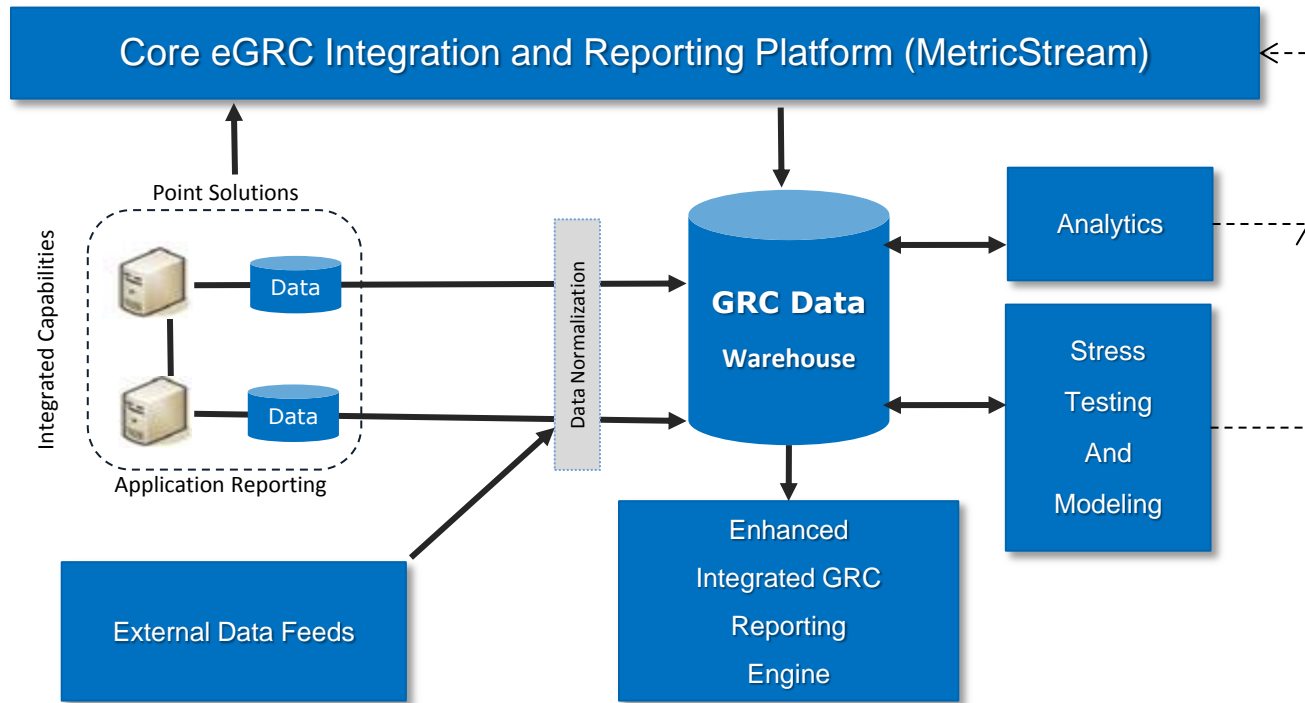 Core eGRC Integration and Reporting Platform (MetricStream)
Point Solutions
Integrated Capabilities
Data
Data
Application Reporting
Data Normalization
GRC Data
Warehouse
Analytics
Stress
Testing
And
Modeling
External Data Feeds
Enhanced
Integrated GRC
Reporting
Engine